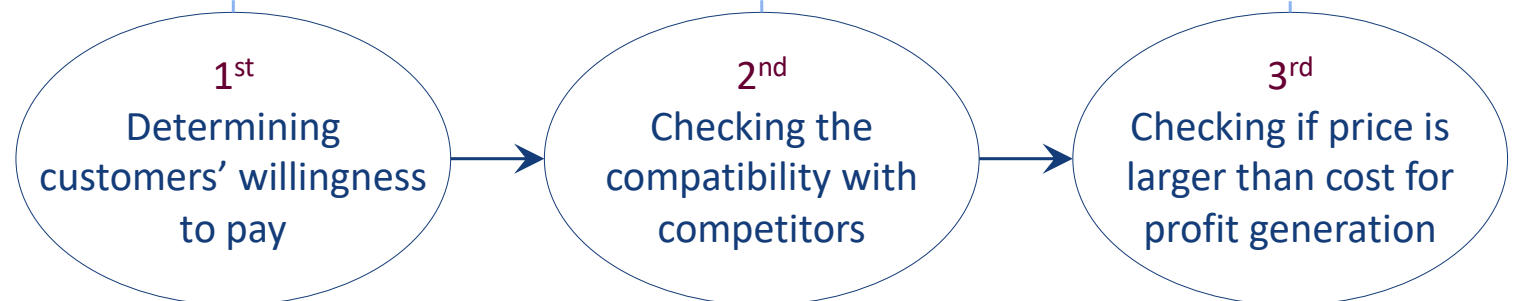 1st
Determining
customers’ willingness
to pay
2nd
Checking the
compatibility with
competitors
3rd
Checking if price is
larger than cost for
profit generation